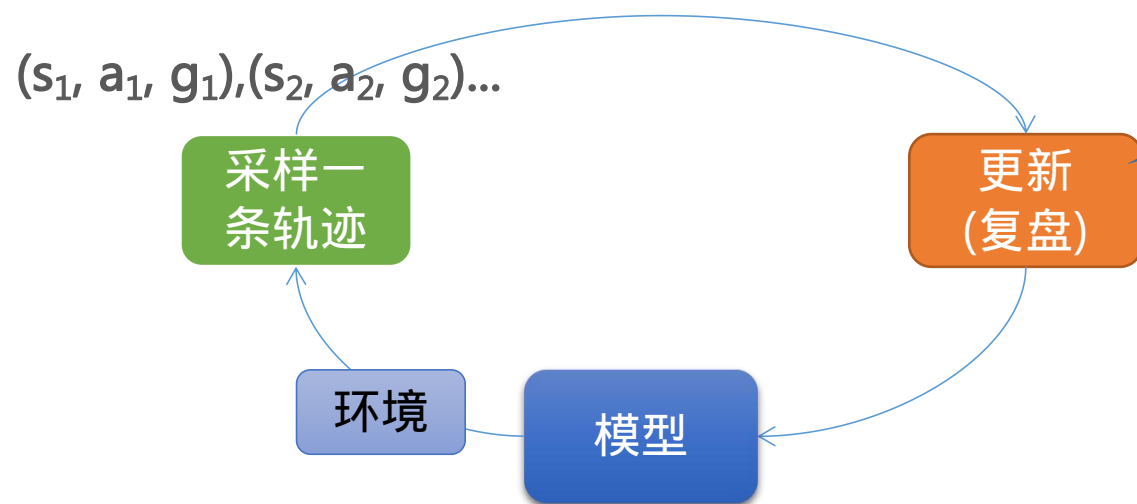 (s₁, a₁, g₁),(s₂, a₂, g₂)...
采样一
条轨迹
更新
(复盘)
环境
模型